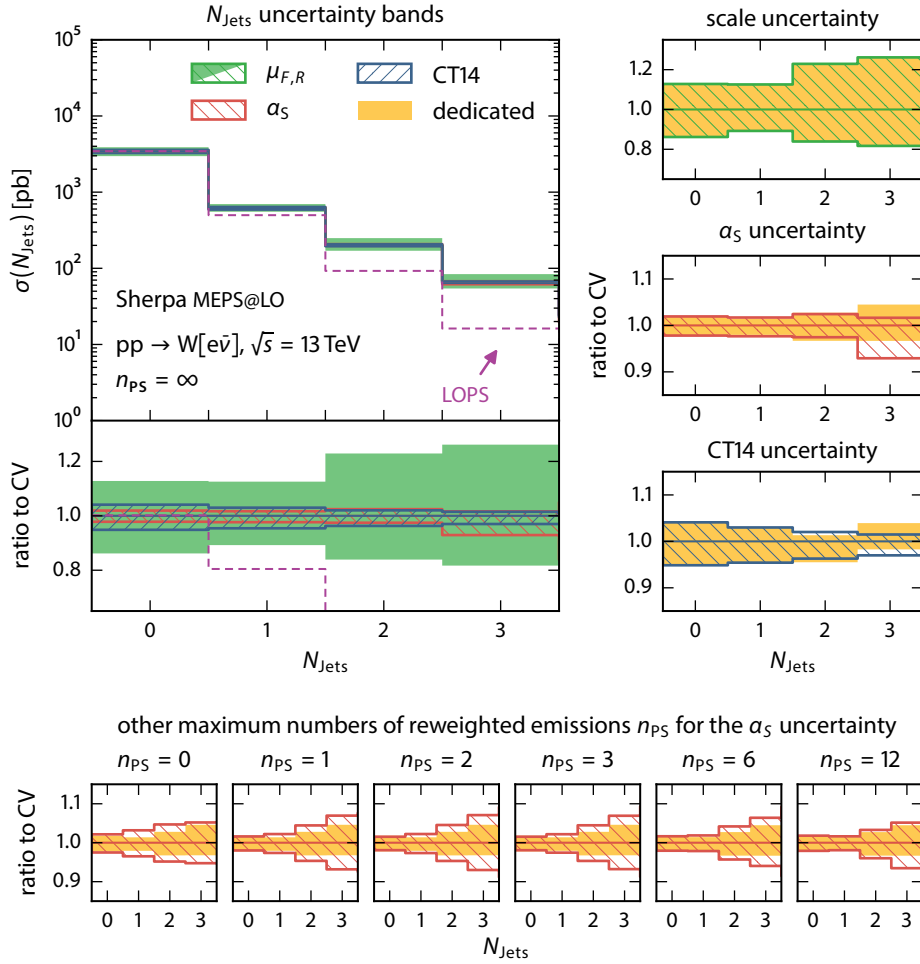 N_Jets uncertainty bands
10^5
10^4
10^3
10^2
10^1
10^0
σ(N_Jets) [pb]
μ_F,R
α_S
CT14
dedicated
Sherpa MEPS@LO
pp → W[eν̄], √s = 13 TeV
n_PS = ∞
LOPS
ratio to CV
1.2
1.0
0.8
0 1 2 3
N_Jets
scale uncertainty
1.2
1.0
0.8
0 1 2 3
α_S uncertainty
ratio to CV
1.1
1.0
0.9
0 1 2 3
CT14 uncertainty
1.1
1.0
0.9
0 1 2 3
N_Jets
other maximum numbers of reweighted emissions n_PS for the α_S uncertainty
n_PS = 0 n_PS = 1 n_PS = 2 n_PS = 3 n_PS = 6 n_PS = 12
ratio to CV
1.1
1.0
0.9
0 1 2 3 0 1 2 3 0 1 2 3 0 1 2 3 0 1 2 3 0 1 2 3
N_Jets